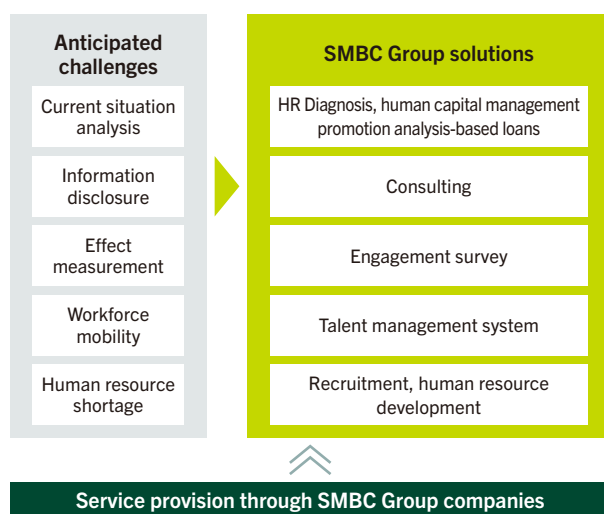 Anticipated
challenges
Current situation
analysis
Information
disclosure
Effect
measurement
Workforce
mobility
Human resource
shortage
SMBC Group solutions
HR Diagnosis, human capital management
promotion analysis-based loans
Consulting
Engagement survey
Talent management system
Recruitment, human resource
development
Service provision through SMBC Group companies